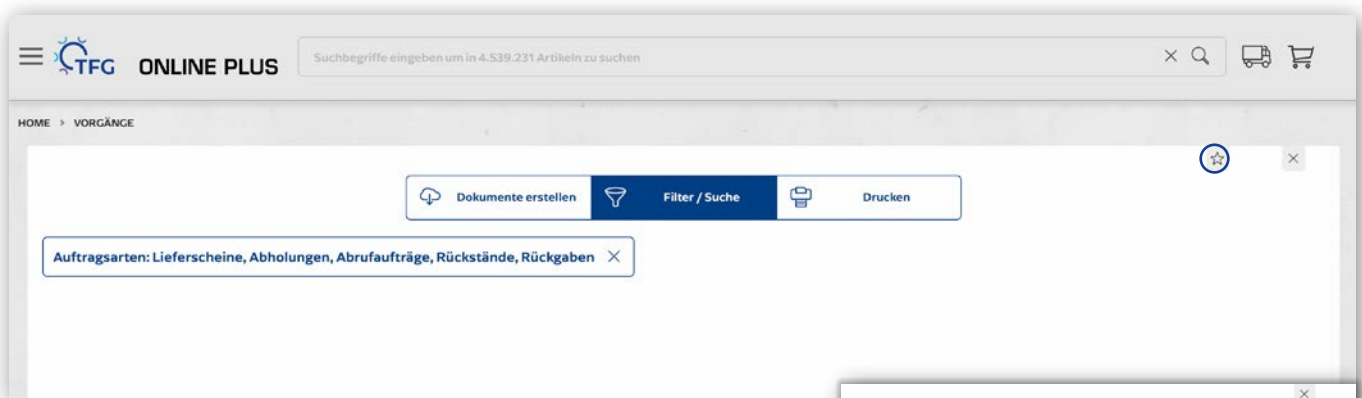 TFG ONLINE PLUS
Suchbegriffe eingeben um in 4.539.231 Artikeln zu suchen
HOME > VORGÄNGE
Dokumente erstellen
Filter / Suche
Drucken
Auftragsarten: Lieferscheine, Abholungen, Abrufaufträge, Rückstände, Rückgaben